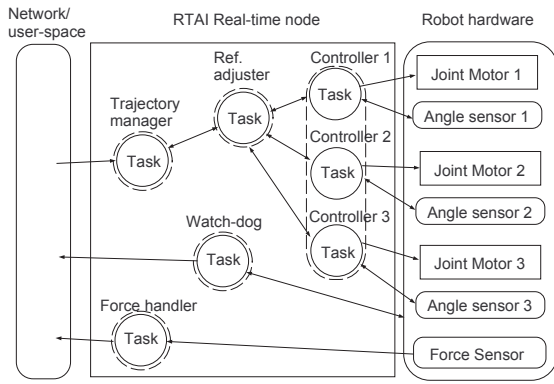 Network/
user-space
RTAI Real-time node
Robot hardware
Ref.
adjuster
Controller 1
Task
Joint Motor 1
Trajectory
manager
Task
Task
Angle sensor 1
Controller 2
Task
Joint Motor 2
Angle sensor 2
Watch-dog
Task
Controller 3
Task
Joint Motor 3
Angle sensor 3
Force handler
Task
Force Sensor